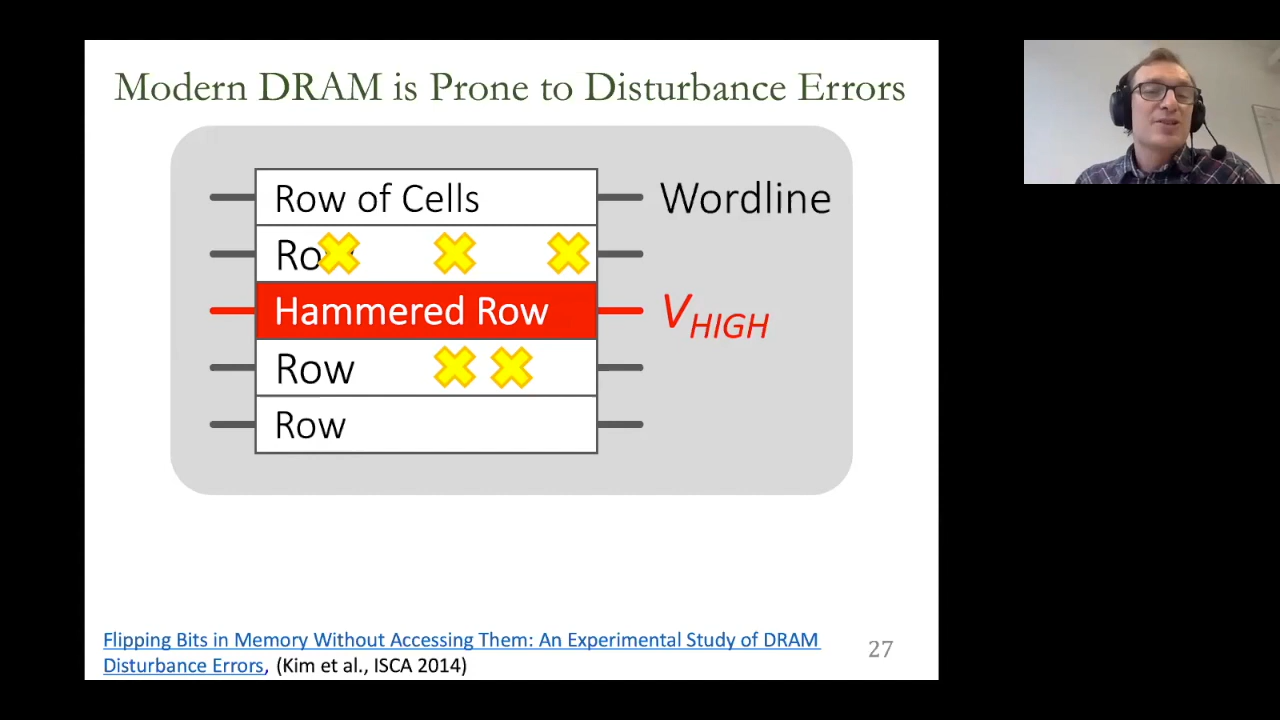 Modern DRAM is Prone to Disturbance Errors
Row of Cells
Wordline
Row
Hammered Row
VHIGH
Row
Row
Flipping Bits in Memory Without Accessing Them: An Experimental Study of DRAM
Disturbance Errors, (Kim et al., ISCA 2014)
27